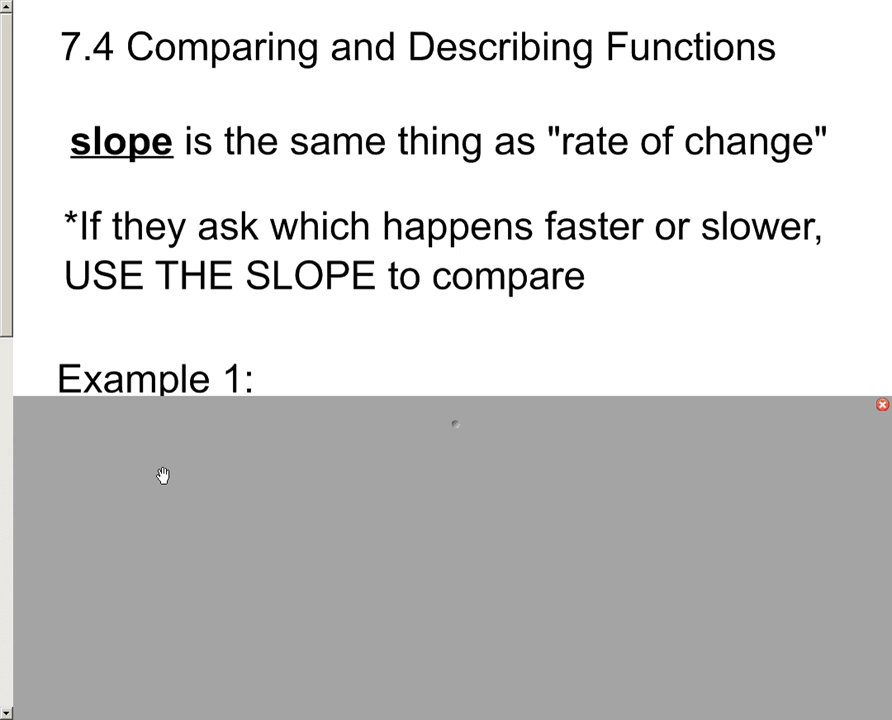 7.4 Comparing and Describing Functions
slope is the same thing as "rate of change"
*If they ask which happens faster or slower,
USE THE SLOPE to compare
Example 1: